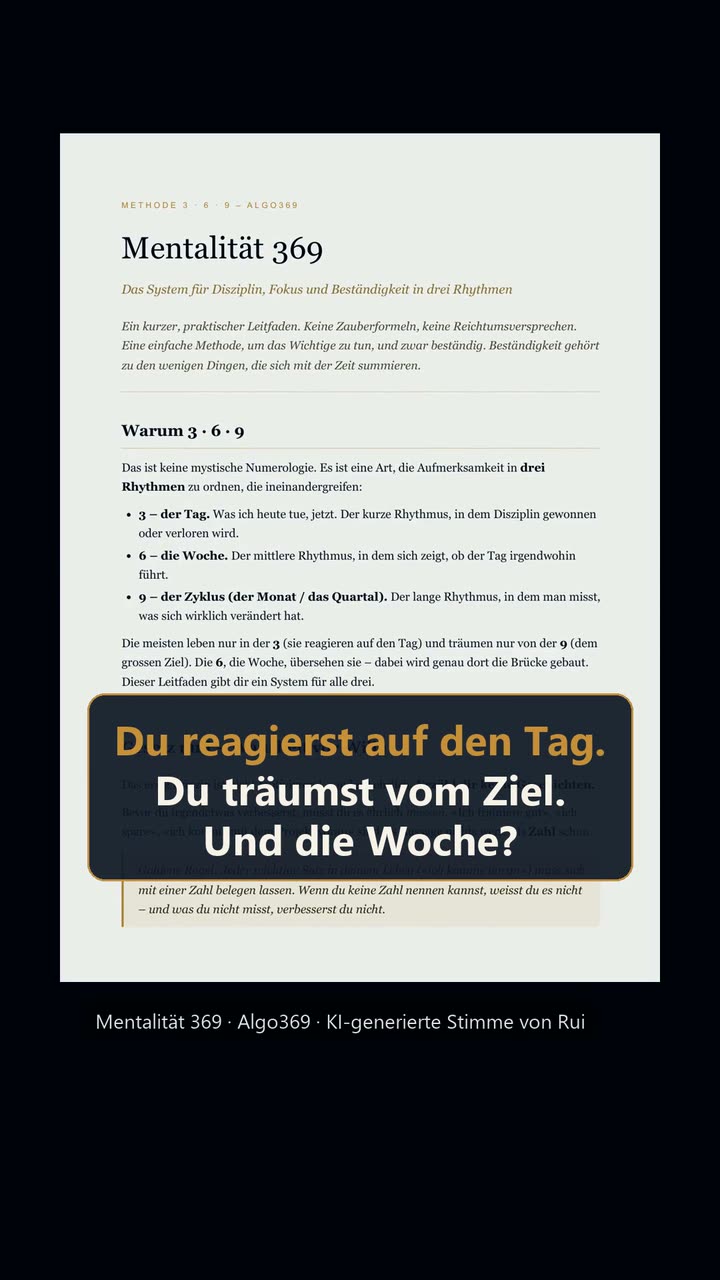 METHODE 3 · 6 · 9 – ALGO369
Mentalität 369
Das System für Disziplin, Fokus und Beständigkeit in drei Rhythmen
Ein kurzer, praktischer Leitfaden. Keine Zauberformeln, keine Reichtumsversprechen.
Eine einfache Methode, um das Wichtige zu tun, und zwar beständig. Beständigkeit gehört
zu den wenigen Dingen, die sich mit der Zeit summieren.
Warum 3 · 6 · 9
Das ist keine mystische Numerologie. Es ist eine Art, die Aufmerksamkeit in drei
Rhythmen zu ordnen, die ineinandergreifen:
• 3 – der Tag. Was ich heute tue, jetzt. Der kurze Rhythmus, in dem Disziplin gewonnen
oder verloren wird.
• 6 – die Woche. Der mittlere Rhythmus, in dem sich zeigt, ob der Tag irgendwohin
führt.
• 9 – der Zyklus (der Monat / das Quartal). Der lange Rhythmus, in dem man misst,
was sich wirklich verändert hat.
Die meisten leben nur in der 3 (sie reagieren auf den Tag) und träumen nur von der 9 (dem
grossen Ziel). Die 6, die Woche, übersehen sie – dabei wird genau dort die Brücke gebaut.
Dieser Leitfaden gibt dir ein System für alle drei.
Du reagierst auf den Tag.
Du träumst vom Ziel.
Und die Woche?
mit einer Zahl belegen lassen. Wenn du keine Zahl nennen kannst, weisst du es nicht
– und was du nicht misst, verbesserst du nicht.
Mentalität 369 · Algo369 · KI-generierte Stimme von Rui